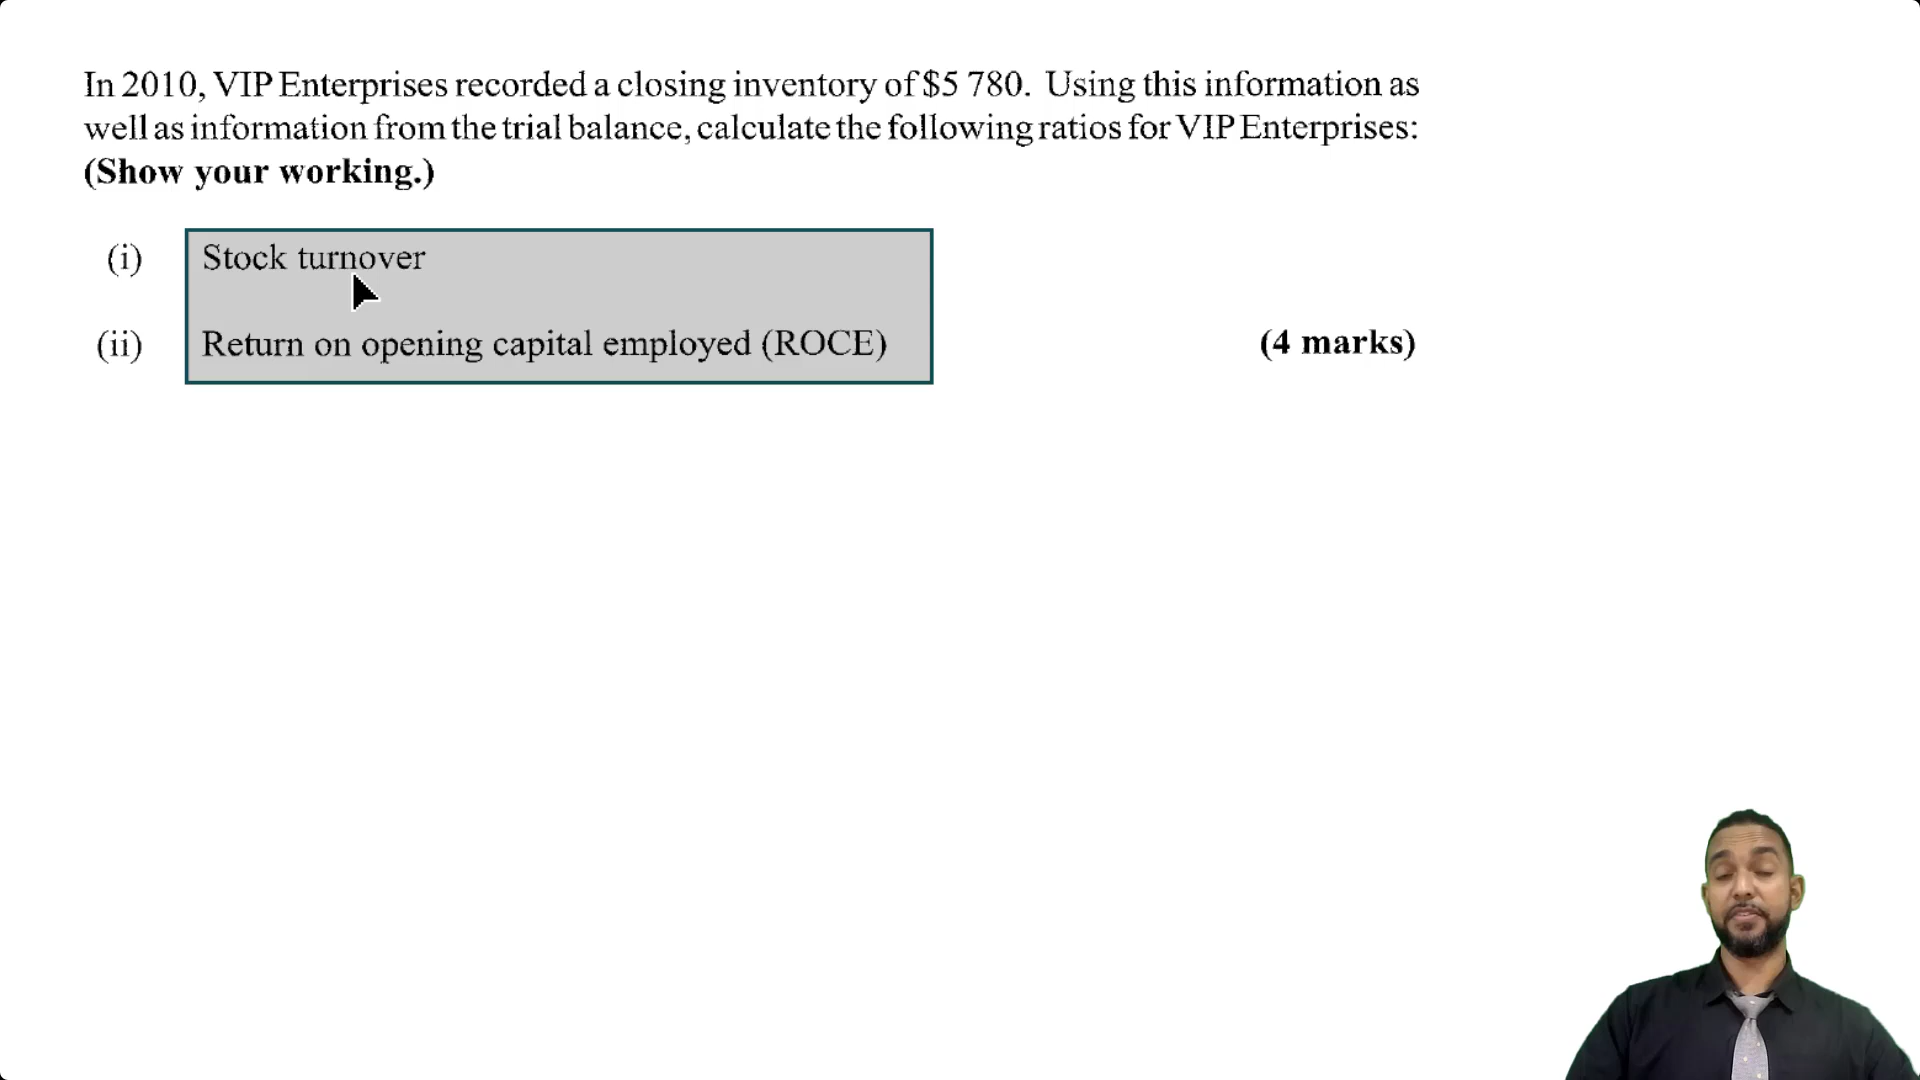 In 2010, VIP Enterprises recorded a closing inventory of $5 780. Using this information as
well as information from the trial balance, calculate the following ratios for VIP Enterprises:
(Show your working.)
(i) Stock turnover
(ii) Return on opening capital employed (ROCE) (4 marks)